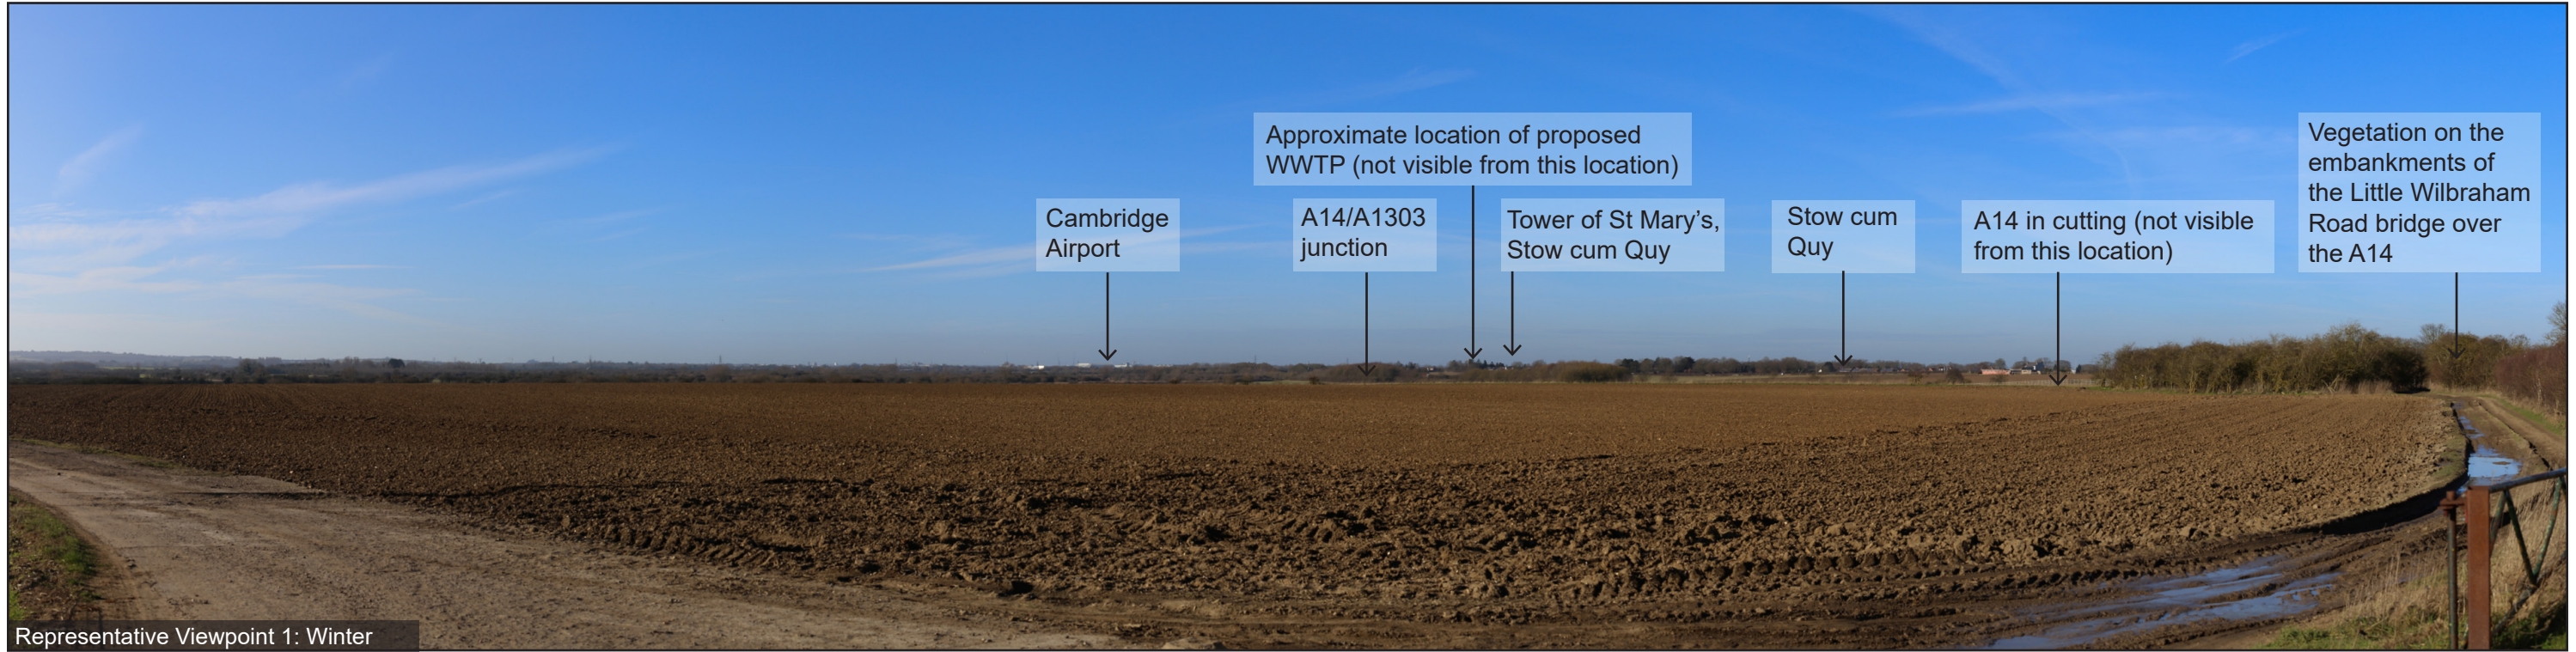 Approximate location of proposed
WWTP (not visible from this location)
Vegetation on the
embankments of
the Little Wilbraham
Road bridge over
the A14
Cambridge
Airport
A14/A1303
junction
Tower of St Mary’s,
Stow cum Quy
Stow cum
Quy
A14 in cutting (not visible
from this location)
Representative Viewpoint 1: Winter